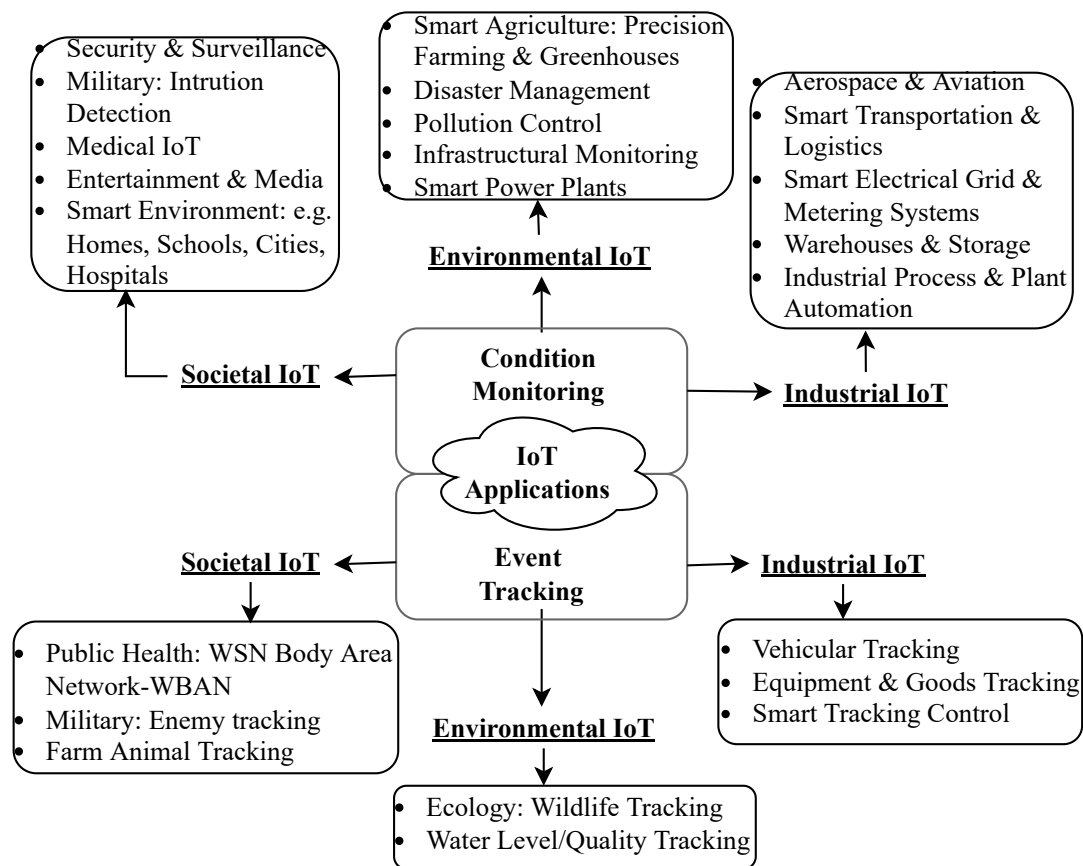 • Security & Surveillance
• Military: Intrution
Detection
• Medical IoT
• Entertainment & Media
• Smart Environment: e.g.
Homes, Schools, Cities,
Hospitals
• Smart Agriculture: Precision
Farming & Greenhouses
• Disaster Management
• Pollution Control
• Infrastructural Monitoring
• Smart Power Plants
• Aerospace & Aviation
• Smart Transportation &
Logistics
• Smart Electrical Grid &
Metering Systems
• Warehouses & Storage
• Industrial Process & Plant
Automation
Environmental IoT
Societal IoT
Condition
Monitoring
Industrial IoT
IoT
Applications
Societal IoT
Event
Tracking
Industrial IoT
• Public Health: WSN Body Area
Network-WBAN
• Military: Enemy tracking
• Farm Animal Tracking
• Vehicular Tracking
• Equipment & Goods Tracking
• Smart Tracking Control
Environmental IoT
• Ecology: Wildlife Tracking
• Water Level/Quality Tracking